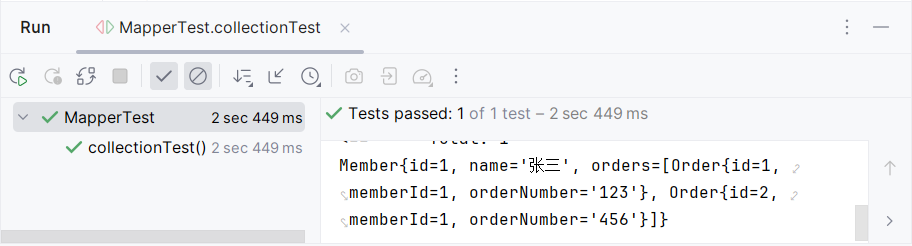 Run MapperTest.collectionTest
MapperTest 2 sec 449 ms
collectionTest() 2 sec 449 ms
Tests passed: 1 of 1 test – 2 sec 449 ms
Member{id=1, name='张三', orders=[Order{id=1,
memberId=1, orderNumber='123'}, Order{id=2,
memberId=1, orderNumber='456'}]}